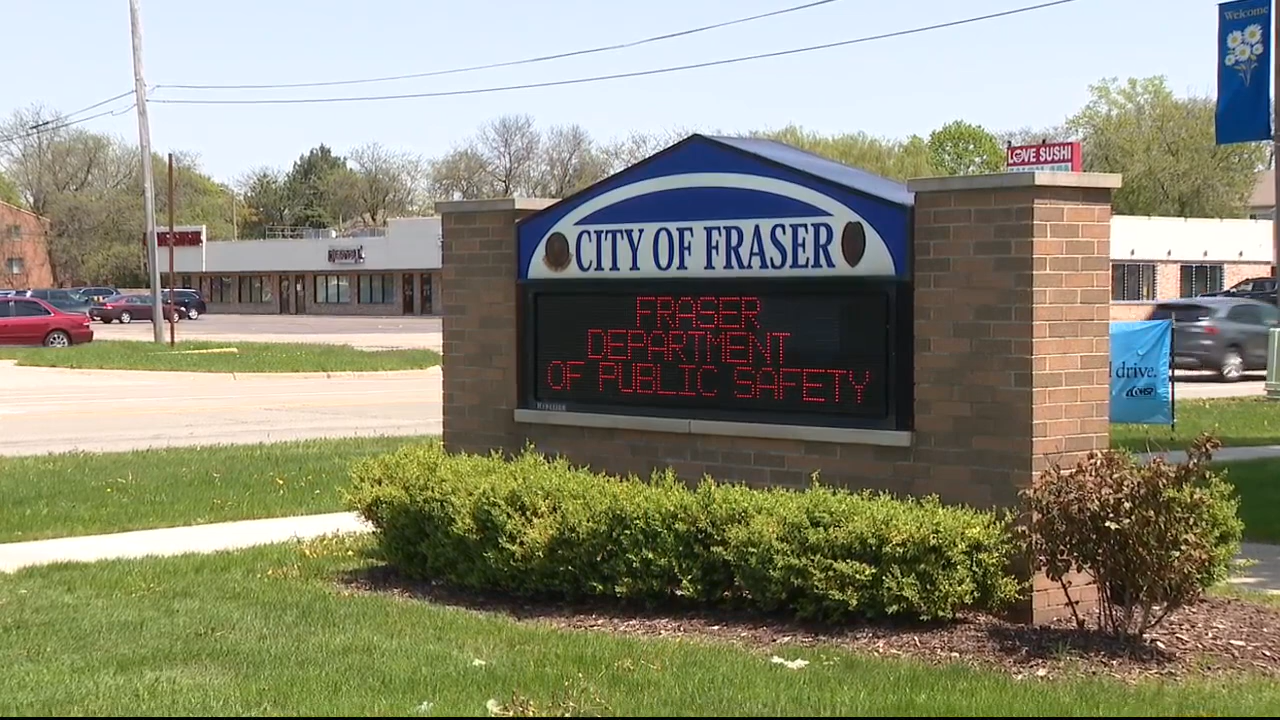 Welcome
LOVE SUSHI
CITY OF FRASER
FRASER
DEPARTMENT
OF PUBLIC SAFETY
drive.